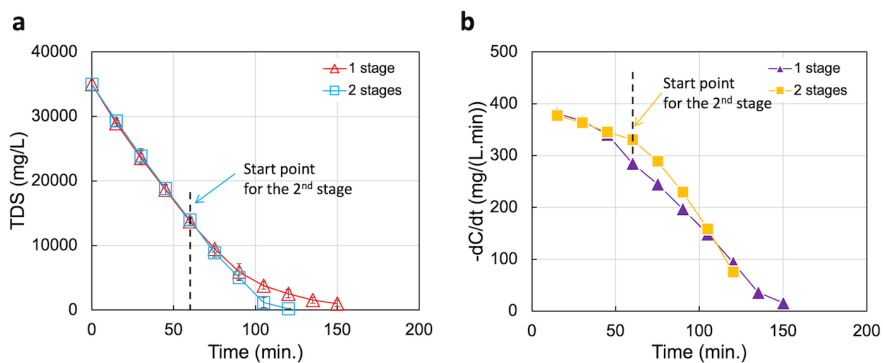 a
40000
30000
20000
10000
0
TDS (mg/L)
1 stage
2 stages
Start point
for the 2nd stage
0
50
100
150
200
Time (min.)
b
500
400
300
200
100
0
-dC/dt (mg/(L.min))
1 stage
2 stages
Start point
for the 2nd stage
0
50
100
150
200
Time (min.)